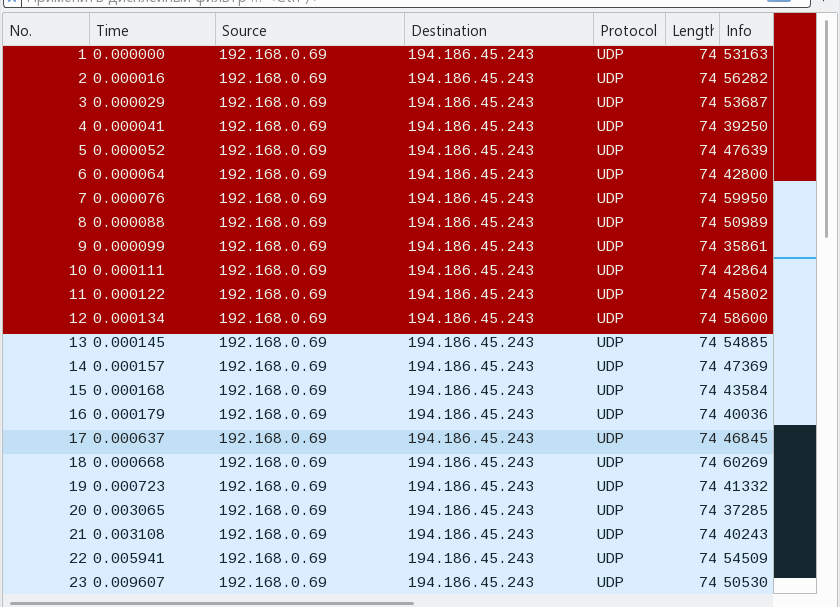 No. Time Source Destination Protocol Length Info
1 0.000000 192.168.0.69 194.186.45.243 UDP 74 53163
2 0.000016 192.168.0.69 194.186.45.243 UDP 74 56282
3 0.000029 192.168.0.69 194.186.45.243 UDP 74 53687
4 0.000041 192.168.0.69 194.186.45.243 UDP 74 39250
5 0.000052 192.168.0.69 194.186.45.243 UDP 74 47639
6 0.000064 192.168.0.69 194.186.45.243 UDP 74 42800
7 0.000076 192.168.0.69 194.186.45.243 UDP 74 59950
8 0.000088 192.168.0.69 194.186.45.243 UDP 74 50989
9 0.000099 192.168.0.69 194.186.45.243 UDP 74 35861
10 0.000111 192.168.0.69 194.186.45.243 UDP 74 42864
11 0.000122 192.168.0.69 194.186.45.243 UDP 74 45802
12 0.000134 192.168.0.69 194.186.45.243 UDP 74 58600
13 0.000145 192.168.0.69 194.186.45.243 UDP 74 54885
14 0.000157 192.168.0.69 194.186.45.243 UDP 74 47369
15 0.000168 192.168.0.69 194.186.45.243 UDP 74 43584
16 0.000179 192.168.0.69 194.186.45.243 UDP 74 40036
17 0.000637 192.168.0.69 194.186.45.243 UDP 74 46845
18 0.000668 192.168.0.69 194.186.45.243 UDP 74 60269
19 0.000723 192.168.0.69 194.186.45.243 UDP 74 41332
20 0.003065 192.168.0.69 194.186.45.243 UDP 74 37285
21 0.003108 192.168.0.69 194.186.45.243 UDP 74 40243
22 0.005941 192.168.0.69 194.186.45.243 UDP 74 54509
23 0.009607 192.168.0.69 194.186.45.243 UDP 74 50530